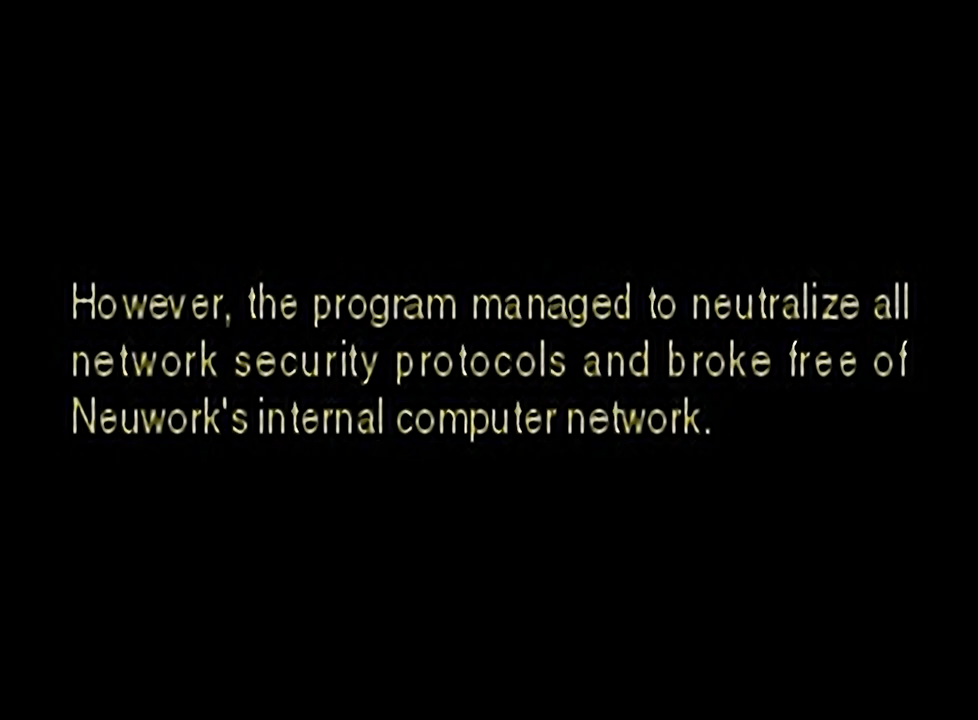 However, the program managed to neutralize all
network security protocols and broke free of
Neuwork's internal computer network.